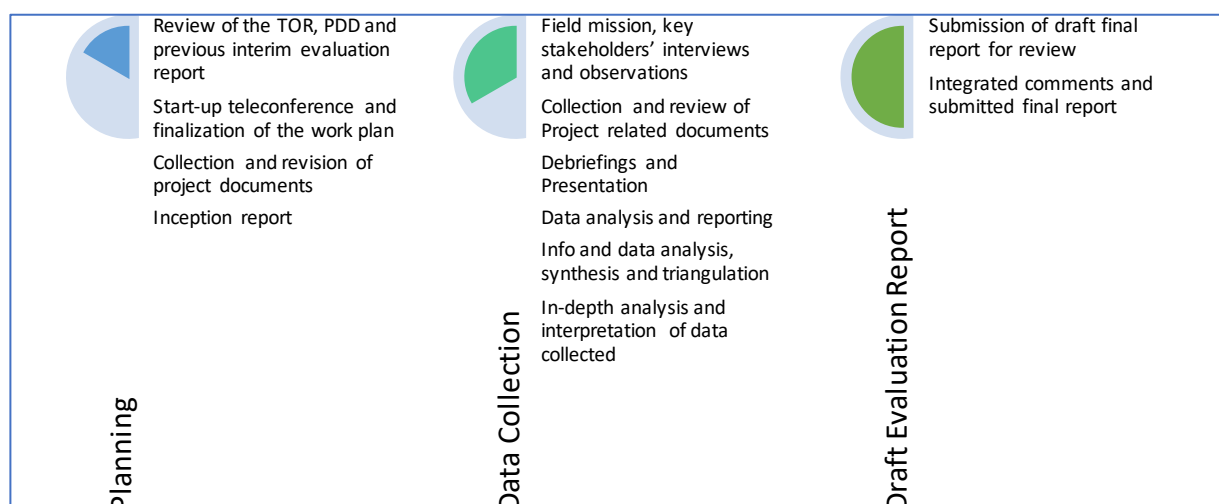 Review of the TOR, PDD and
previous interim evaluation
report
Start-up teleconference and
finalization of the work plan
Collection and revision of
project documents
Inception report
Planning
Field mission, key
stakeholders’ interviews
and observations
Collection and review of
Project related documents
Debriefings and
Presentation
Data analysis and reporting
Info and data analysis,
synthesis and triangulation
In-depth analysis and
interpretation of data
collected
Data Collection
Submission of draft final
report for review
Integrated comments and
submitted final report
Draft Evaluation Report